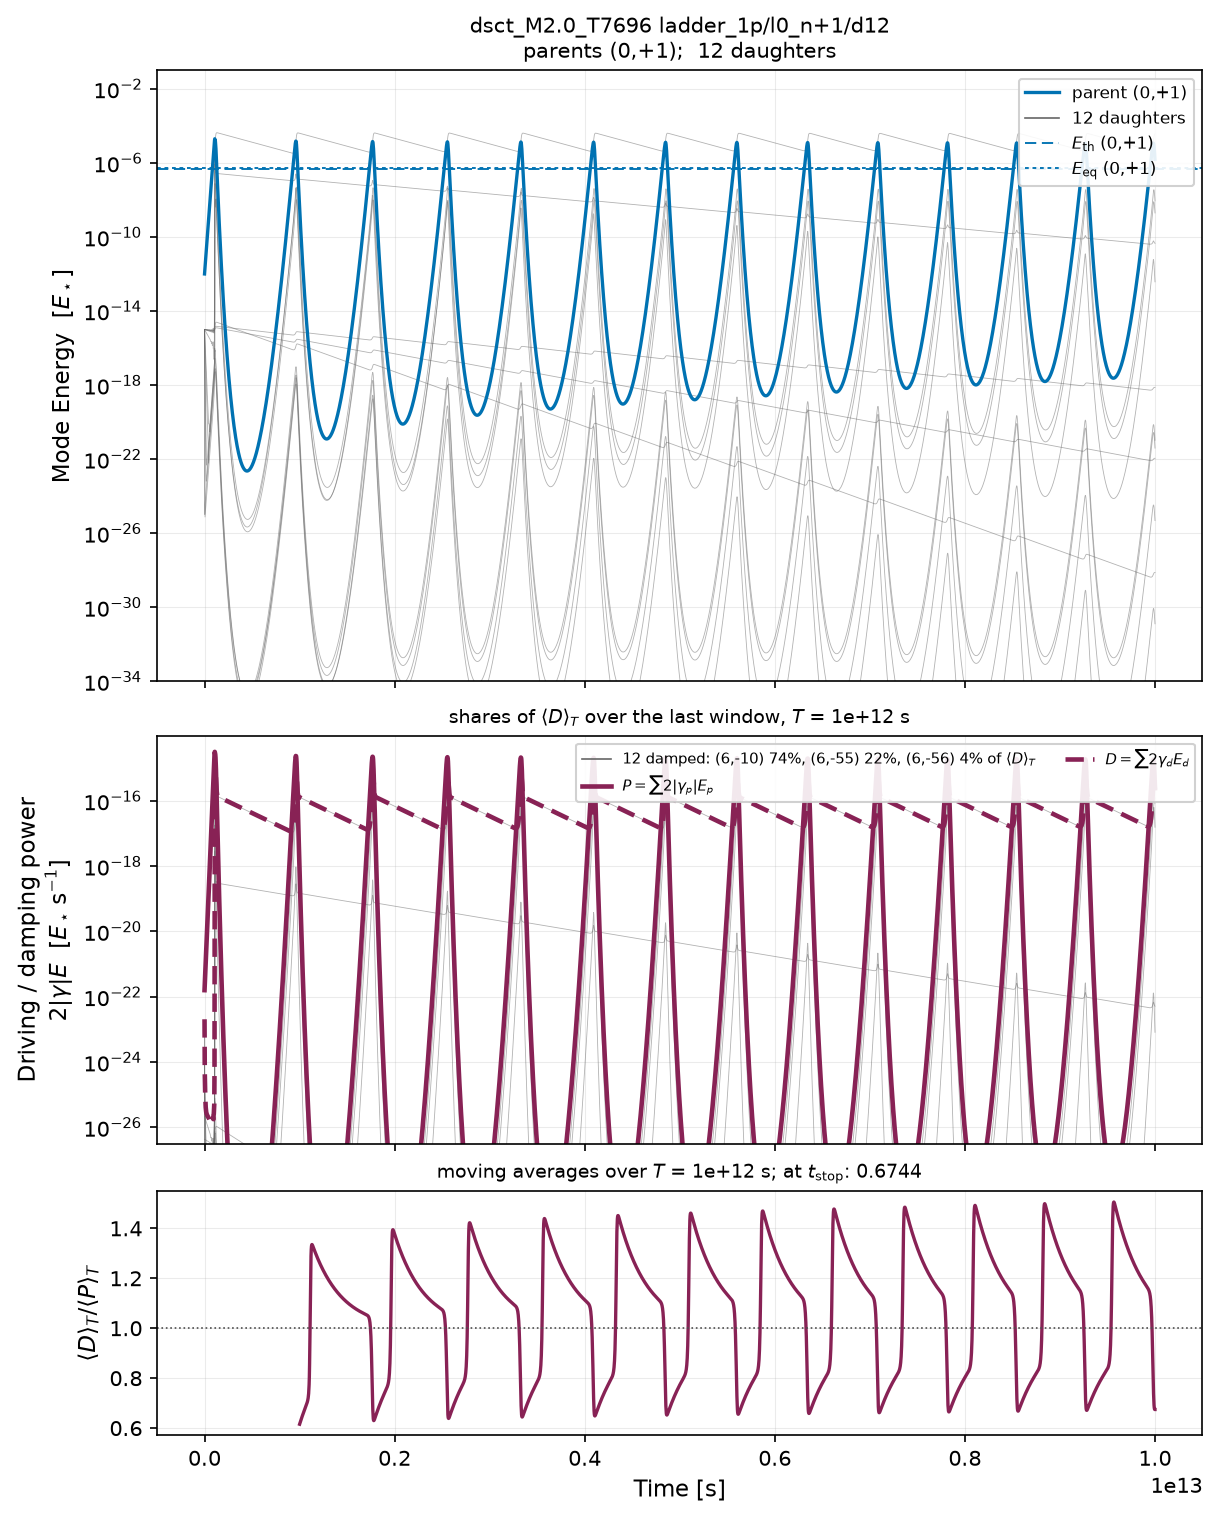 dsct_M2.0_T7696 ladder_1p/l0_n+1/d12
parents (0,+1);  12 daughters
Mode Energy  [E⋆]
10⁻²
10⁻⁶
10⁻¹⁰
10⁻¹⁴
10⁻¹⁸
10⁻²²
10⁻²⁶
10⁻³⁰
10⁻³⁴
parent (0,+1)
12 daughters
E_th (0,+1)
E_eq (0,+1)
shares of ⟨D⟩_T over the last window, T = 1e+12 s
Driving / damping power
2|γ|E  [E⋆ s⁻¹]
10⁻¹⁶
10⁻¹⁸
10⁻²⁰
10⁻²²
10⁻²⁴
10⁻²⁶
12 damped: (6,-10) 74%, (6,-55) 22%, (6,-56) 4% of ⟨D⟩_T
P = ∑2|γ_p|E_p
D = ∑2γ_dE_d
moving averages over T = 1e+12 s; at t_stop: 0.6744
⟨D⟩_T/⟨P⟩_T
1.4
1.2
1.0
0.8
0.6
0.0 0.2 0.4 0.6 0.8 1.0
1e13
Time [s]